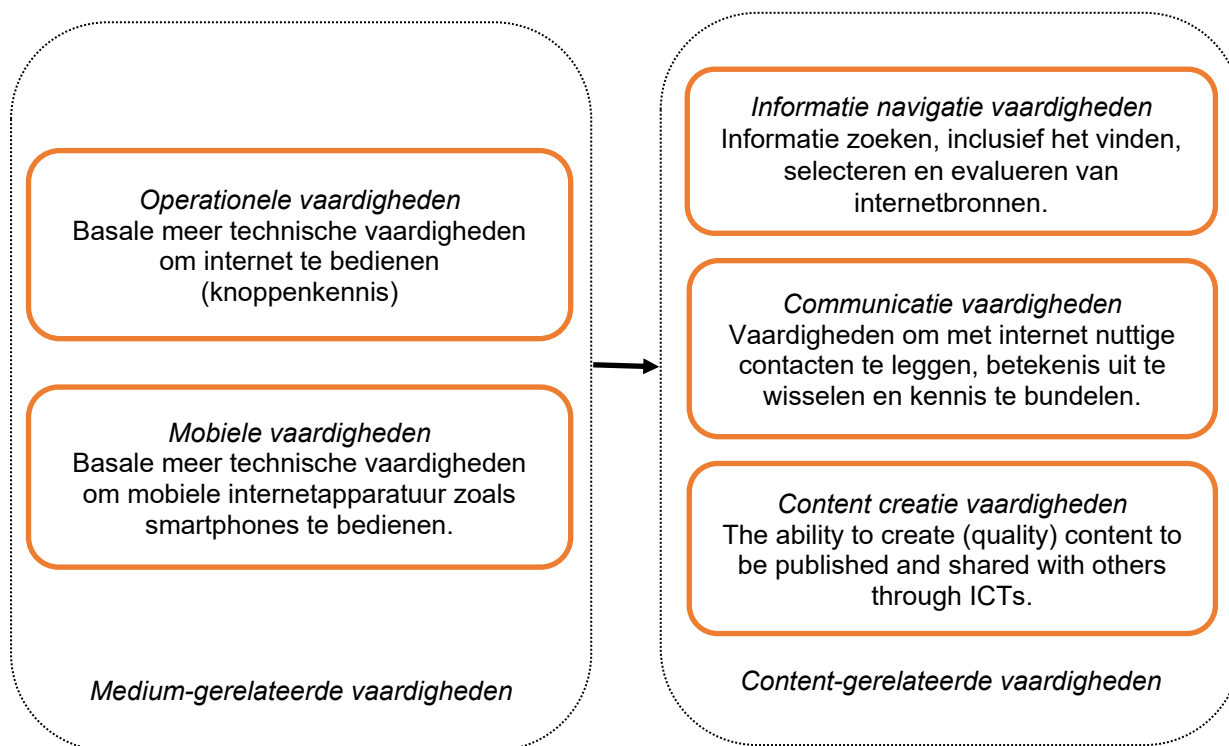 Operationele vaardigheden
Basale meer technische vaardigheden
om internet te bedienen
(knoppenkennis)
Mobiele vaardigheden
Basale meer technische vaardigheden
om mobiele internetapparatuur zoals
smartphones te bedienen.
Medium-gerelateerde vaardigheden
Informatie navigatie vaardigheden
Informatie zoeken, inclusief het vinden,
selecteren en evalueren van
internetbronnen.
Communicatie vaardigheden
Vaardigheden om met internet nuttige
contacten te leggen, betekenis uit te
wisselen en kennis te bundelen.
Content creatie vaardigheden
The ability to create (quality) content to
be published and shared with others
through ICTs.
Content-gerelateerde vaardigheden